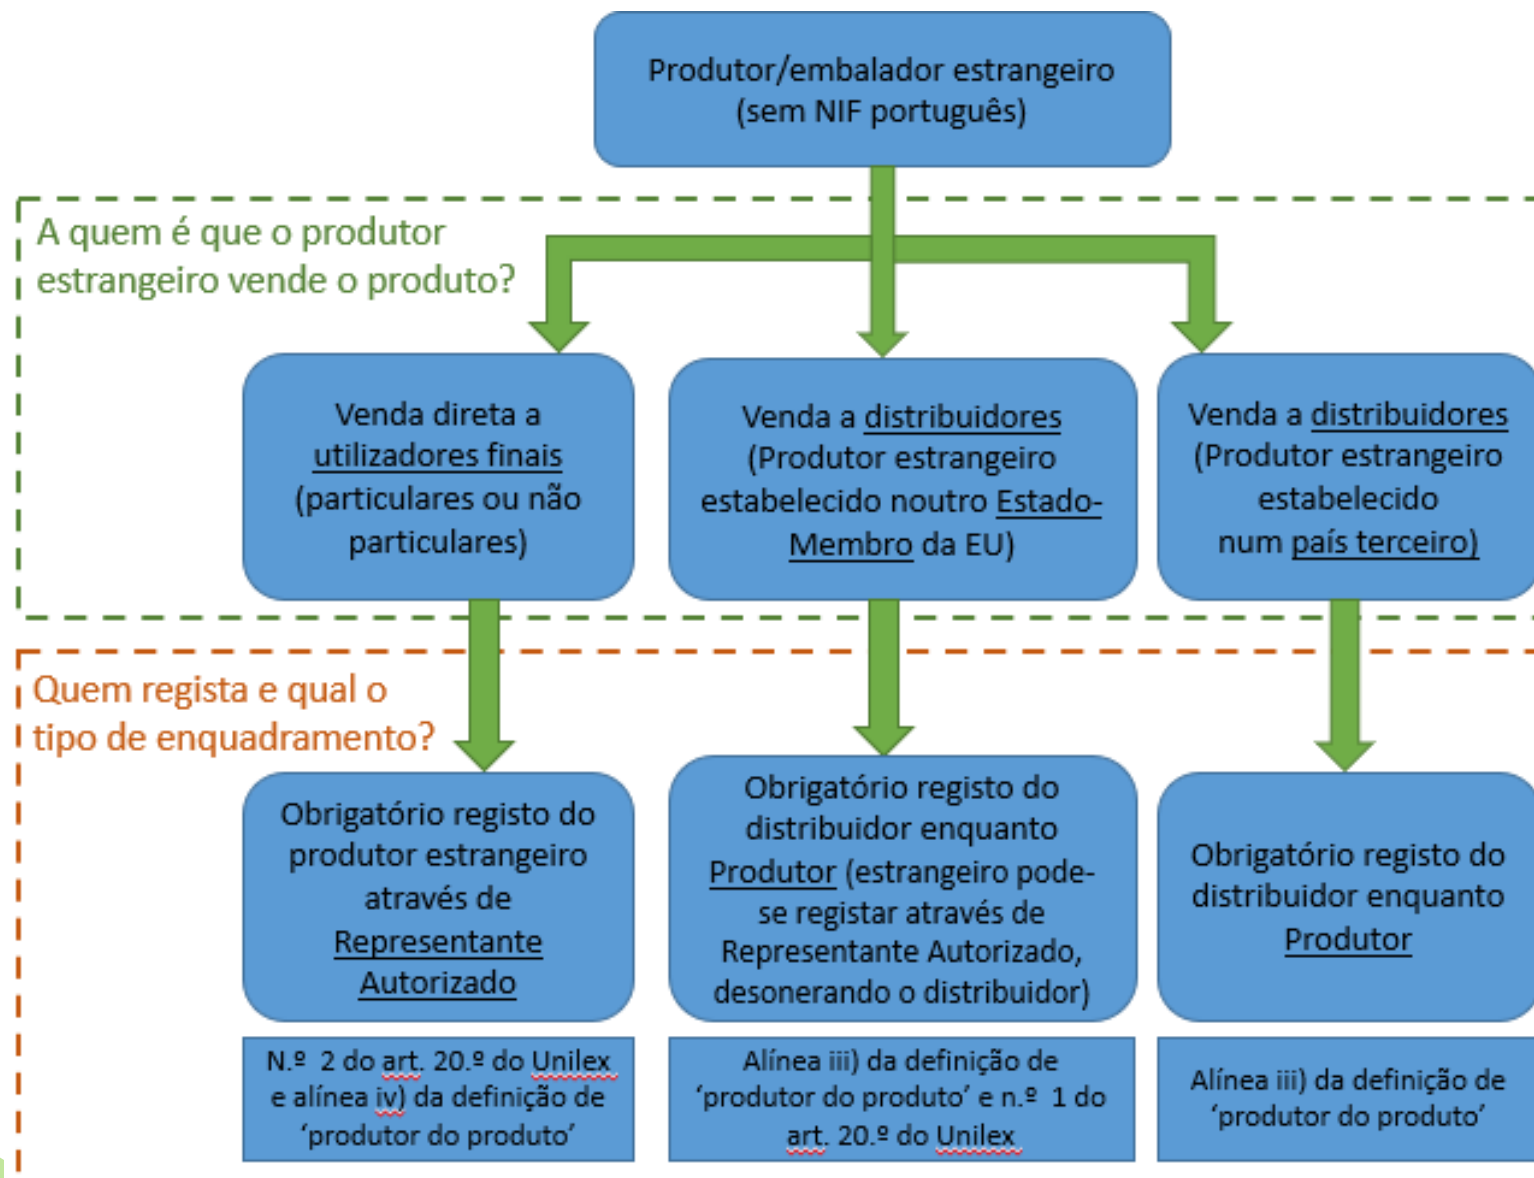 Produtor/embalador estrangeiro
(sem NIF português)
A quem é que o produtor
estrangeiro vende o produto?
Venda direta a
utilizadores finais
(particulares ou não
particulares)
Venda a distribuidores
(Produtor estrangeiro
estabelecido noutro Estado-
Membro da EU)
Venda a distribuidores
(Produtor estrangeiro
estabelecido
num país terceiro)
Quem regista e qual o
tipo de enquadramento?
Obrigatório registo do
produtor estrangeiro
através de
Representante
Autorizado
Obrigatório registo do
distribuidor enquanto
Produtor (estrangeiro pode-
se registar através de
Representante Autorizado,
desonerando o distribuidor)
Obrigatório registo do
distribuidor enquanto
Produtor
N.º 2 do art. 20.º do Unilex
e alínea iv) da definição de
‘produtor do produto’
Alínea iii) da definição de
‘produtor do produto’ e n.º 1 do
art. 20.º do Unilex
Alínea iii) da definição de
‘produtor do produto’